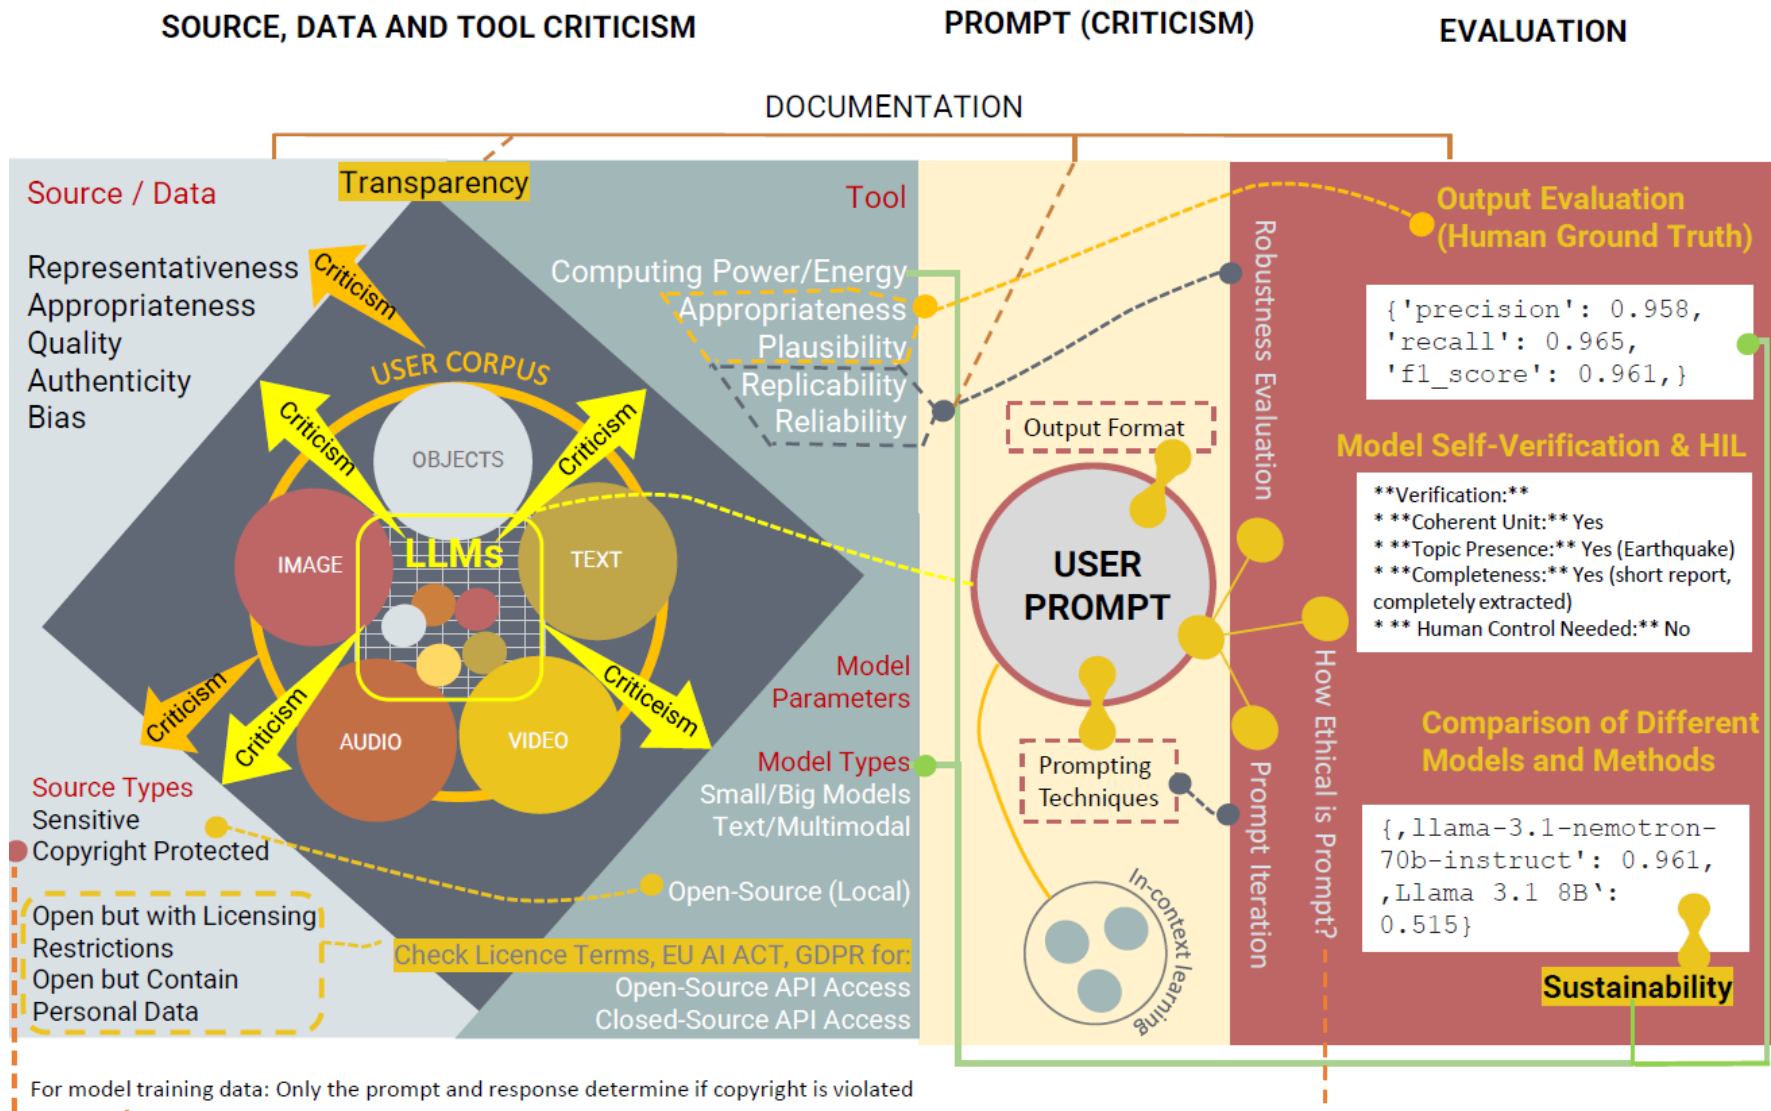 SOURCE, DATA AND TOOL CRITICISM
PROMPT (CRITICISM)
EVALUATION
DOCUMENTATION
Source / Data
Transparency
Tool
Representativeness
Appropriateness
Quality
Authenticity
Bias
Criticism
USER CORPUS
Criticism
Criticism
OBJECTS
IMAGE
LLMs
TEXT
AUDIO
VIDEO
Criticism
Criticism
Criticeism
Computing Power/Energy
Appropriateness
Plausibility
Replicability
Reliability
Model
Parameters
Model Types
Small/Big Models
Text/Multimodal
Open-Source (Local)
Check Licence Terms, EU AI ACT, GDPR for:
Open-Source API Access
Closed-Source API Access
Source Types
Sensitive
Copyright Protected
Open but with Licensing
Restrictions
Open but Contain
Personal Data
For model training data: Only the prompt and response determine if copyright is violated
Output Format
USER
PROMPT
Prompting
Techniques
In-context learning
Robustness Evaluation
How Ethical is Prompt?
Prompt Iteration
Output Evaluation
(Human Ground Truth)
{'precision': 0.958,
'recall': 0.965,
'f1_score': 0.961,}
Model Self-Verification & HIL
**Verification:**
* **Coherent Unit:** Yes
* **Topic Presence:** Yes (Earthquake)
* **Completeness:** Yes (short report,
completely extracted)
* ** Human Control Needed:** No
Comparison of Different
Models and Methods
{‚llama-3.1-nemotron-
70b-instruct': 0.961,
‚Llama 3.1 8B‘:
0.515}
Sustainability